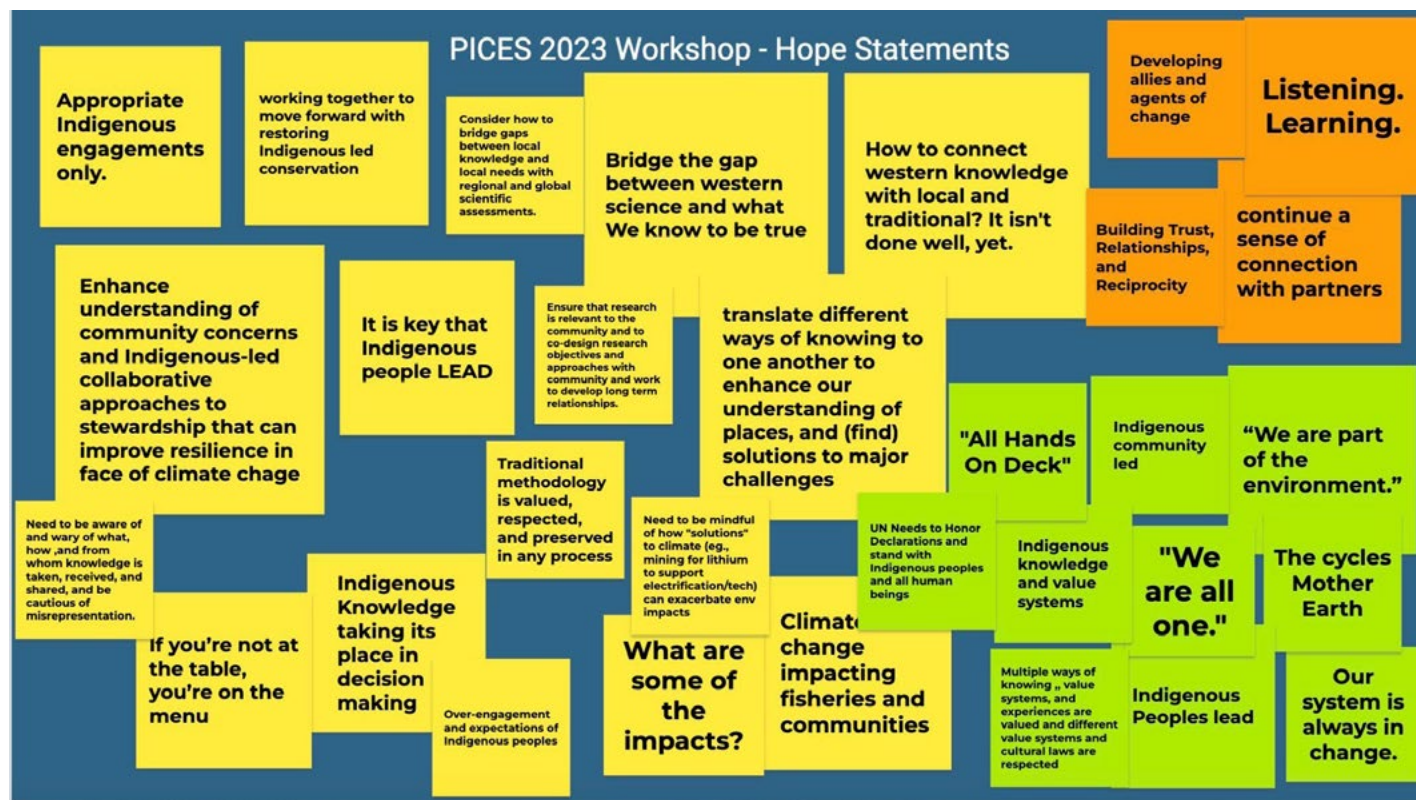 PICES 2023 Workshop - Hope Statements
Appropriate
Indigenous
engagements
only.
working together to
move forward with
restoring
Indigenous led
conservation
Consider how to
bridge gaps
between local
knowledge and
local needs with
regional and global
scientific
assessments.
Bridge the gap
between western
science and what
We know to be true
How to connect
western knowledge
with local and
traditional? It isn't
done well, yet.
Developing
allies and
agents of
change
Listening.
Learning.
Building Trust,
Relationships,
and
Reciprocity
continue a
sense of
connection
with partners
Enhance
understanding of
community concerns
and Indigenous-led
collaborative
approaches to
stewardship that can
improve resilience in
face of climate chage
It is key that
Indigenous
people LEAD
Ensure that research
is relevant to the
community and to
co-design research
objectives and
approaches with
community and work
to develop long term
relationships.
translate different
ways of knowing to
one another to
enhance our
understanding of
places, and (find)
solutions to major
challenges
"All Hands
On Deck"
Indigenous
community
led
“We are part
of the
environment.”
Traditional
methodology
is valued,
respected,
and preserved
in any process
Need to be aware of
and wary of what,
how ,and from
whom knowledge is
taken, received, and
shared, and be
cautious of
misrepresentation.
Need to be mindful
of how "solutions"
to climate (eg.,
mining for lithium
to support
electrification/tech)
can exacerbate env
impacts
UN Needs to Honor
Declarations and
stand with
Indigenous peoples
and all human
beings
Indigenous
knowledge
and value
systems
"We
are all
one."
The cycles
Mother
Earth
If you’re not at
the table,
you’re on the
menu
Indigenous
Knowledge
taking its
place in
decision
making
Over-engagement
and expectations of
Indigenous peoples
What are
some of
the
impacts?
Climate
change
impacting
fisheries and
communities
Multiple ways of
knowing ,, value
systems, and
experiences are
valued and different
value systems and
cultural laws are
respected
Indigenous
Peoples lead
Our
system is
always in
change.